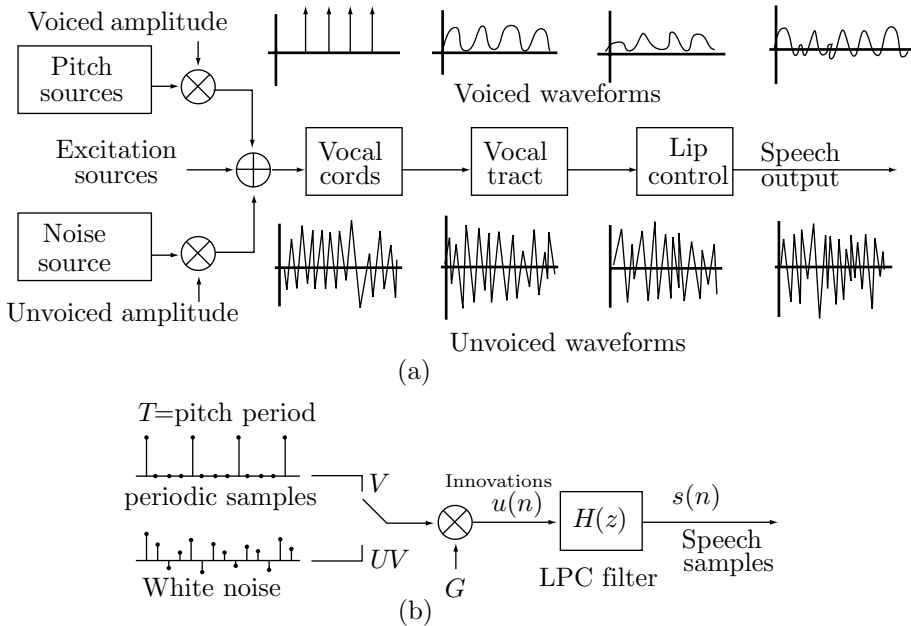 Voiced amplitude
Pitch
sources
Voiced waveforms
Excitation
sources
Vocal
cords
Vocal
tract
Lip
control
Speech
output
Noise
source
Unvoiced amplitude
Unvoiced waveforms
(a)
T=pitch period
periodic samples
V
Innovations
u(n)
H(z)
s(n)
Speech
samples
UV
White noise
G
LPC filter
(b)